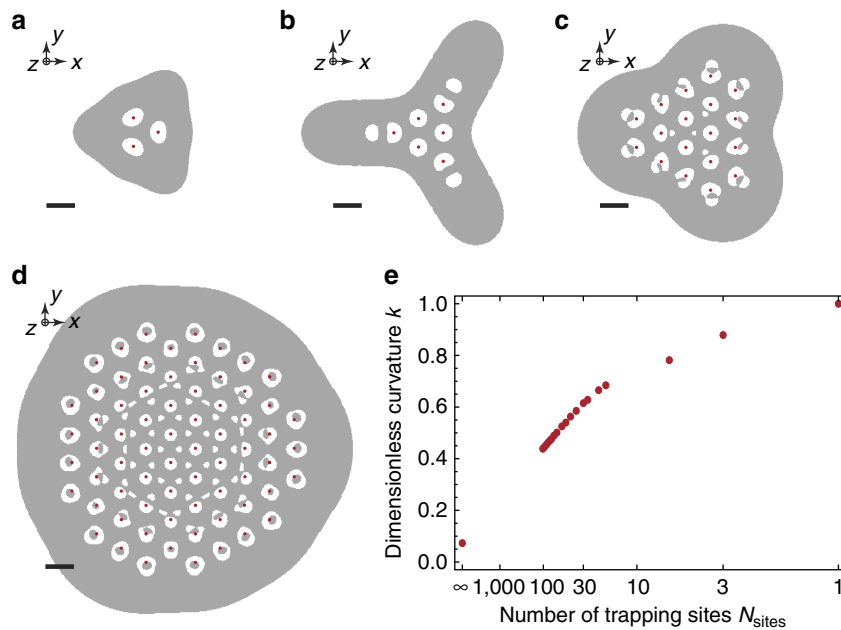 a
y
z x
b
y
z x
c
y
z x
d
y
z x
e
Dimensionless curvature k
1.0
0.8
0.6
0.4
0.2
0.0
∞ 1,000 100 30 10 3 1
Number of trapping sites Nsites